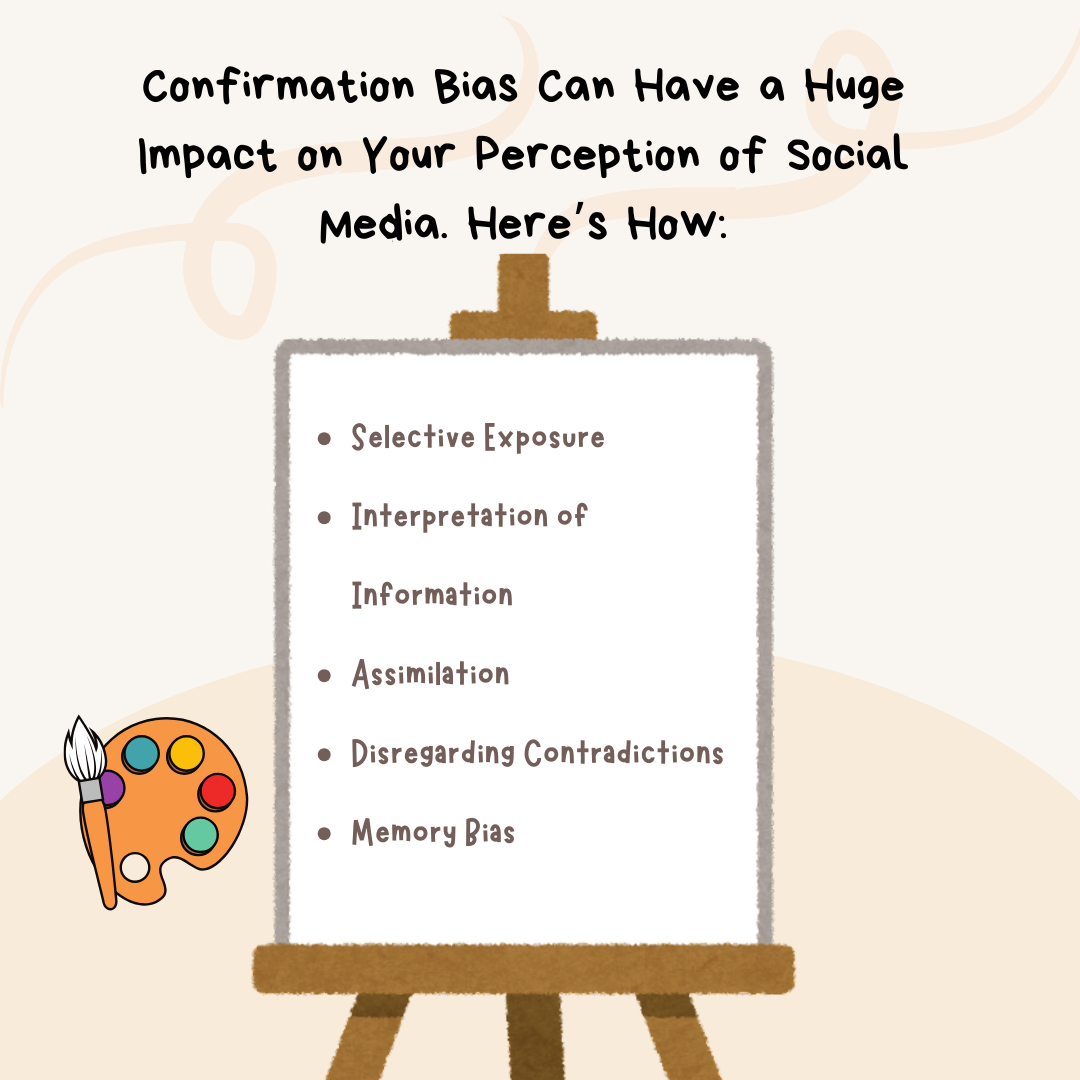 Confirmation Bias Can Have a Huge
Impact on Your Perception of Social
Media. Here's How:
• Selective Exposure
• Interpretation of
Information
• Assimilation
• Disregarding Contradictions
• Memory Bias